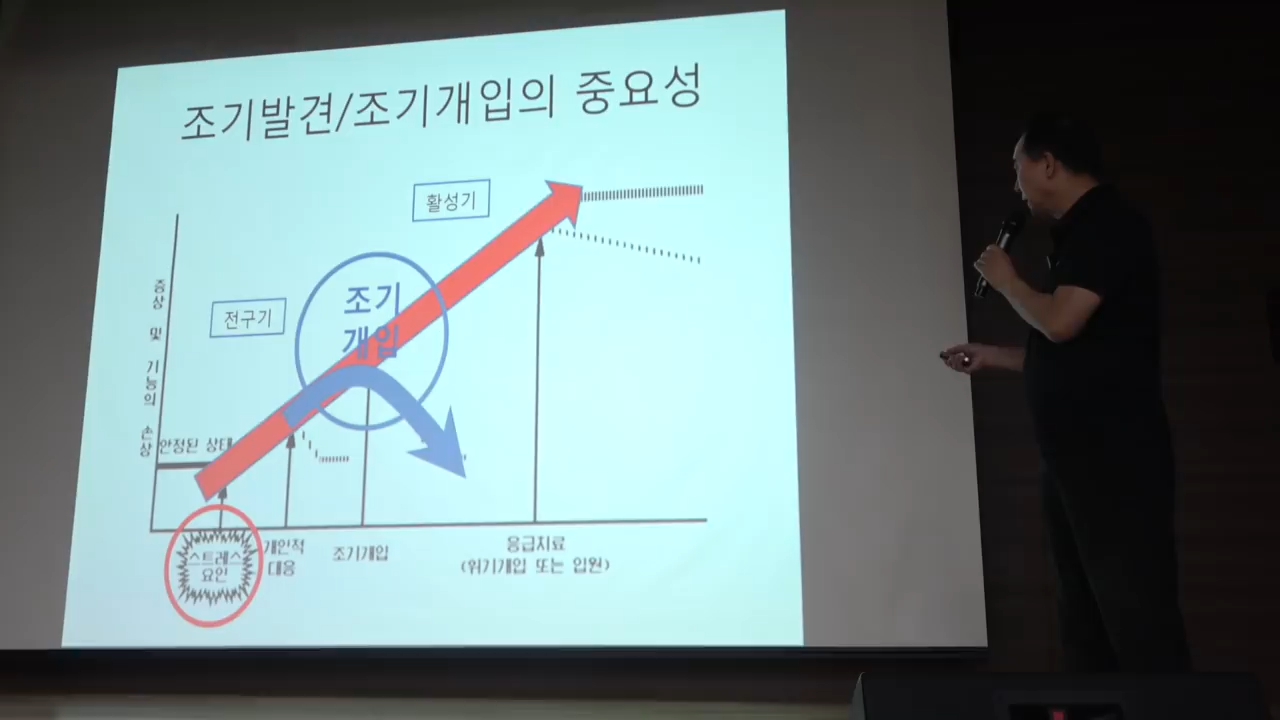 조기발견/조기개입의 중요성
활성기
전구기
조기
개입
증상 및 기능의 손상
안정된 상태
스트레스
요인
개인적
대응
조기개입
응급치료
(위기개입 또는 입원)